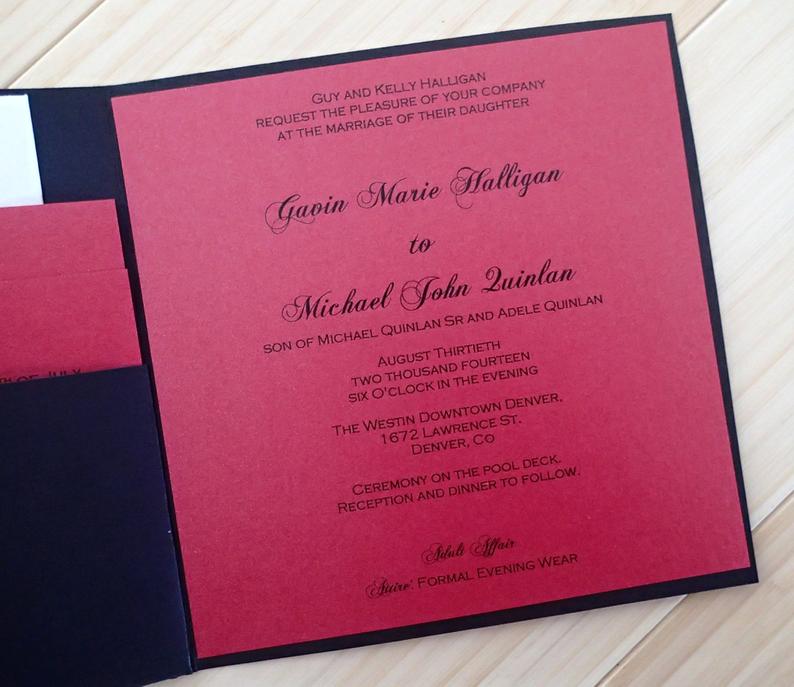 Guy and Kelly Halligan
request the pleasure of your company
at the marriage of their daughter
Gavin Marie Halligan
to
Michael John Quinlan
son of Michael Quinlan Sr and Adele Quinlan
August Thirtieth
two thousand fourteen
six o'clock in the evening
The Westin Downtown Denver,
1672 Lawrence St.
Denver, Co
Ceremony on the pool deck.
Reception and dinner to follow.
Adult Affair
Attire: Formal Evening Wear
of July